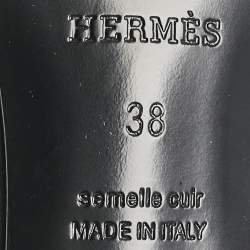 HERMÈS
38
semelle cuir
MADE IN ITALY